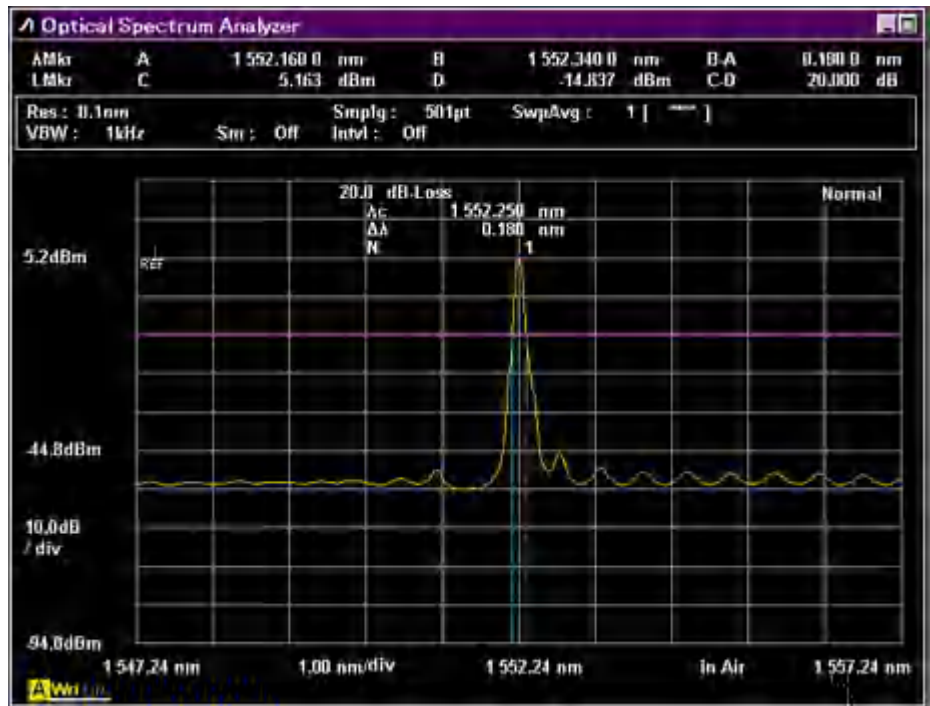 Optical Spectrum Analyzer
λMkr A 1 552.160 0 nm B 1 552.340 0 nm B-A 0.180 0 nm
LMkr C 5.163 dBm D -14.837 dBm C-D 20.000 dB
Res : 0.1nm Smplg : 501pt SwpAvg : 1 [ ]
VBW : 1kHz Sm : Off Intvl : Off
20.0 dB-Loss Normal
λc 1 552.250 nm
Δλ 0.180 nm
N 1
5.2dBm REF
-44.8dBm
10.0dB
/ div
-94.8dBm
1 547.24 nm 1.00 nm/div 1 552.24 nm in Air 1 557.24 nm
A Wri